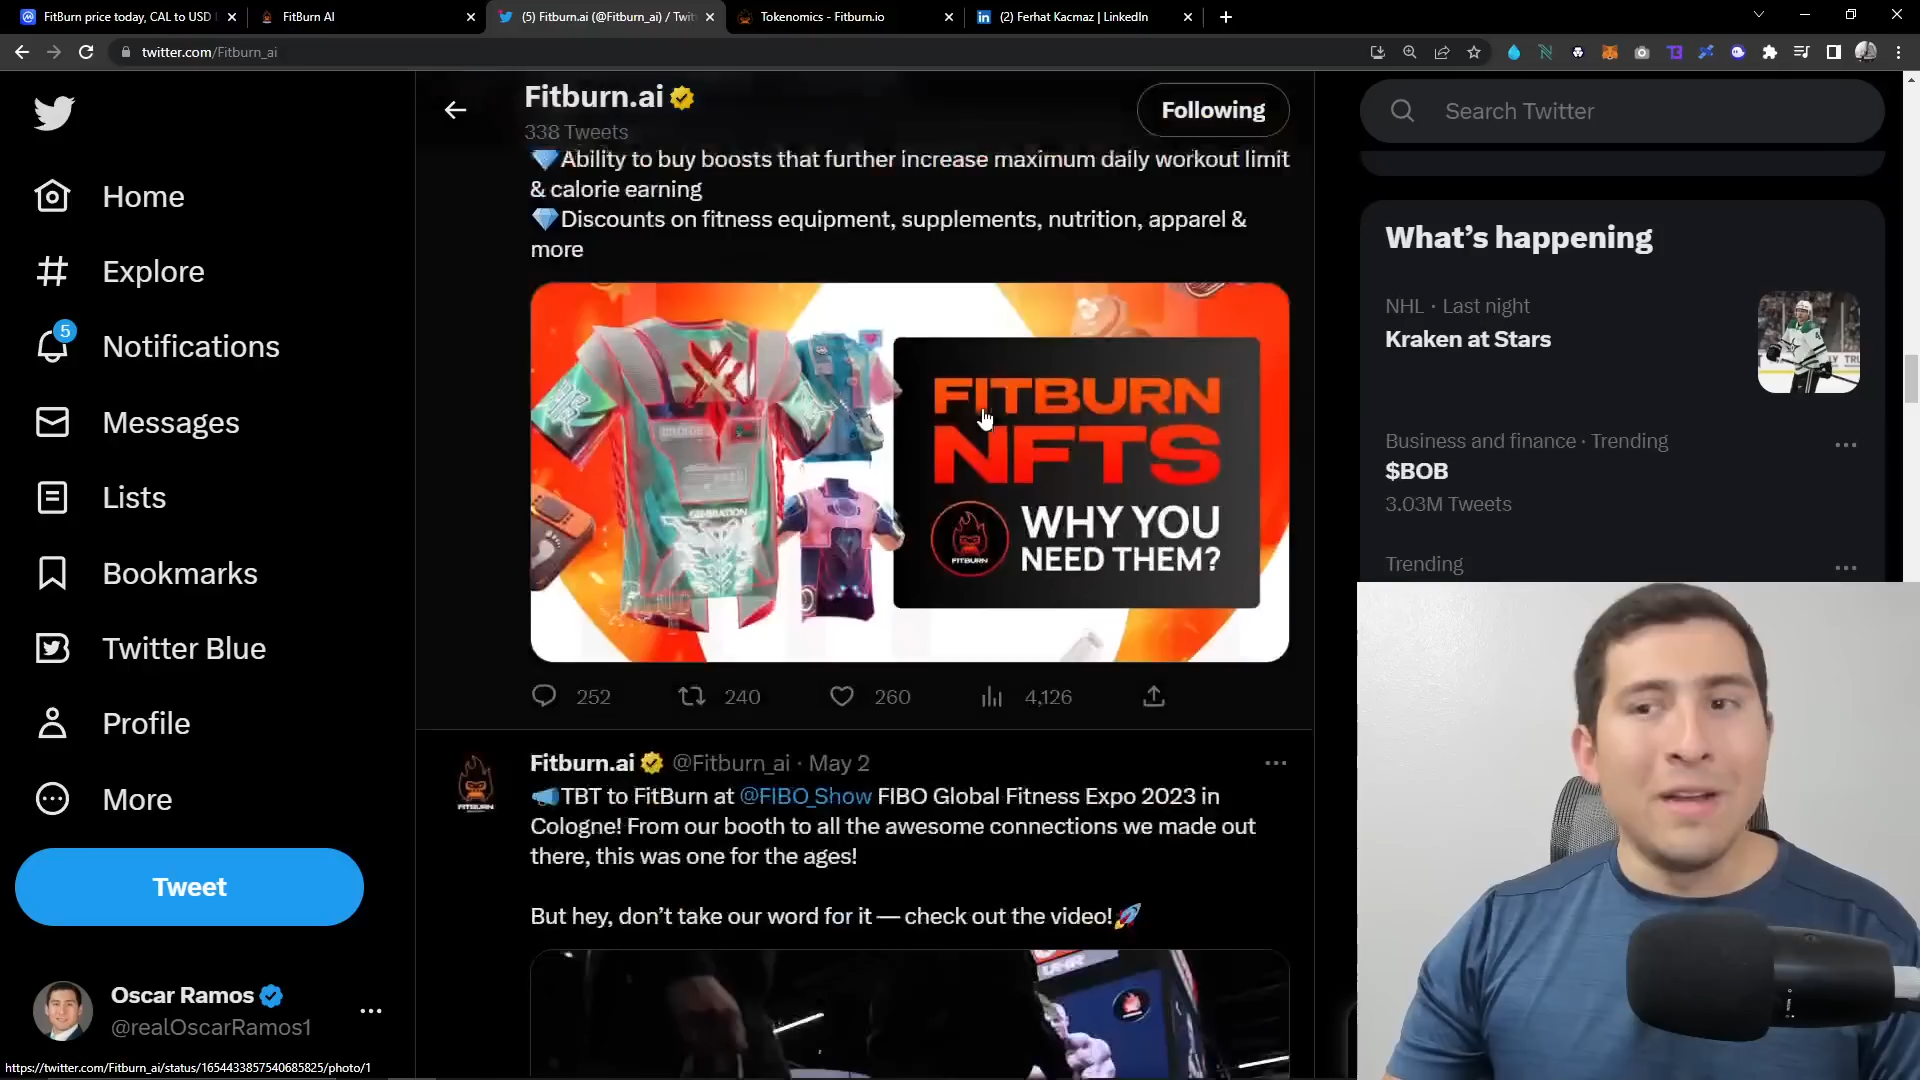 FitBurn price today, CAL to USD
FitBurn AI
(5) Fitburn.ai (@Fitburn_ai) / Twit
Tokenomics - Fitburn.io
(2) Ferhat Kacmaz | LinkedIn
twitter.com/Fitburn_ai
Home
Explore
5
Notifications
Messages
Lists
Bookmarks
Twitter Blue
Profile
More
Tweet
Oscar Ramos
@realOscarRamos1
https://twitter.com/Fitburn_ai/status/1654433857540685825/photo/1
Fitburn.ai
338 Tweets
Following
💎Ability to buy boosts that further increase maximum daily workout limit
& calorie earning
💎Discounts on fitness equipment, supplements, nutrition, apparel &
more
FITBURN
NFTS
FITBURN
WHY YOU
NEED THEM?
GENERATION
252 240 260 4,126
Fitburn.ai @Fitburn_ai · May 2
FITBURN
📣TBT to FitBurn at @FIBO_Show FIBO Global Fitness Expo 2023 in
Cologne! From our booth to all the awesome connections we made out
there, this was one for the ages!
But hey, don’t take our word for it — check out the video!🚀
Search Twitter
What’s happening
NHL · Last night
Kraken at Stars
Business and finance · Trending
$BOB
3.03M Tweets
Trending